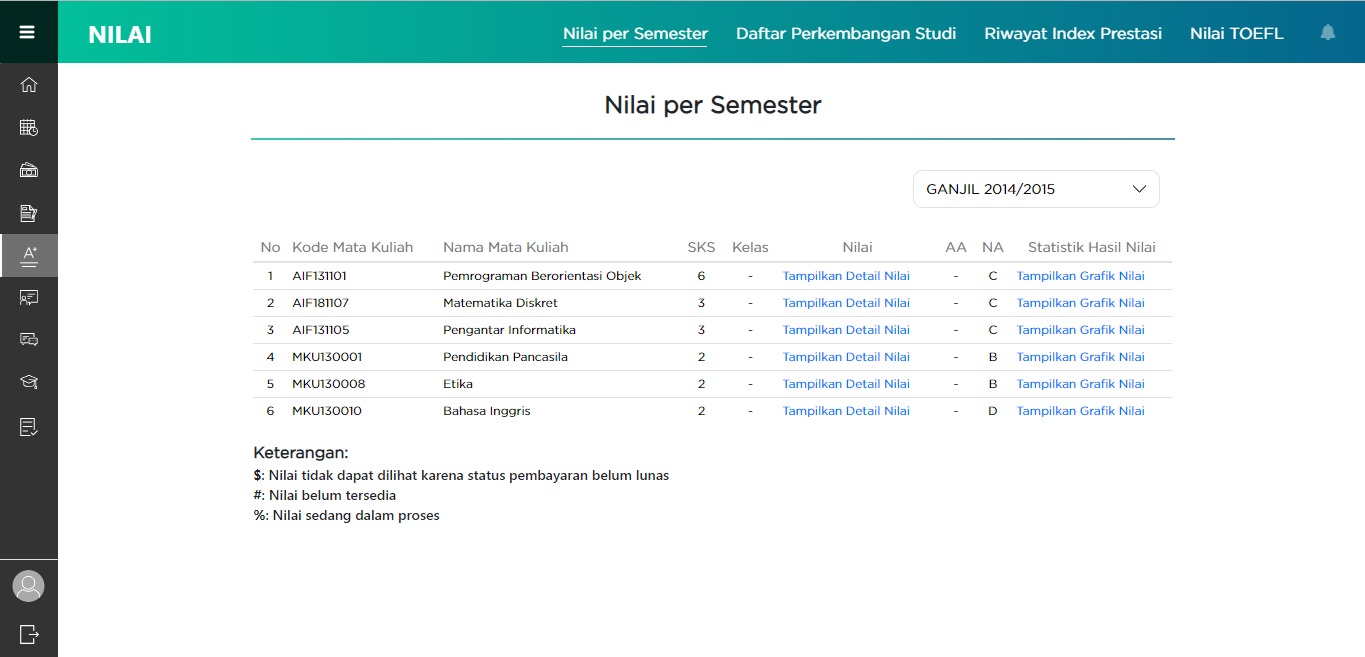 NILAI
Nilai per Semester Daftar Perkembangan Studi Riwayat Index Prestasi Nilai TOEFL
Nilai per Semester
GANJIL 2014/2015
No Kode Mata Kuliah Nama Mata Kuliah SKS Kelas Nilai AA NA Statistik Hasil Nilai
1 AIF131101 Pemrograman Berorientasi Objek 6 - Tampilkan Detail Nilai - C Tampilkan Grafik Nilai
2 AIF181107 Matematika Diskret 3 - Tampilkan Detail Nilai - C Tampilkan Grafik Nilai
3 AIF131105 Pengantar Informatika 3 - Tampilkan Detail Nilai - C Tampilkan Grafik Nilai
4 MKU130001 Pendidikan Pancasila 2 - Tampilkan Detail Nilai - B Tampilkan Grafik Nilai
5 MKU130008 Etika 2 - Tampilkan Detail Nilai - B Tampilkan Grafik Nilai
6 MKU130010 Bahasa Inggris 2 - Tampilkan Detail Nilai - D Tampilkan Grafik Nilai
Keterangan:
$: Nilai tidak dapat dilihat karena status pembayaran belum lunas
#: Nilai belum tersedia
%: Nilai sedang dalam proses
A+